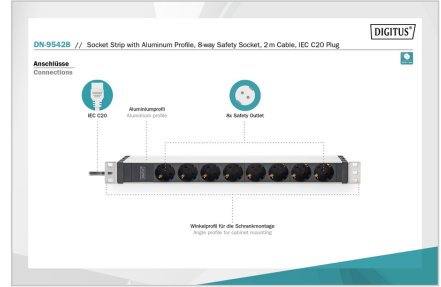 DIGITUS®
DN-95428 // Socket Strip with Aluminum Profile, 8-way Safety Socket, 2 m Cable, IEC C20 Plug
Anschlüsse
Connections
IEC C20
Aluminiumprofil
Aluminium profile
8x Safety Outlet
Winkelprofil für die Schrankmontage
Angle profile for cabinet mounting